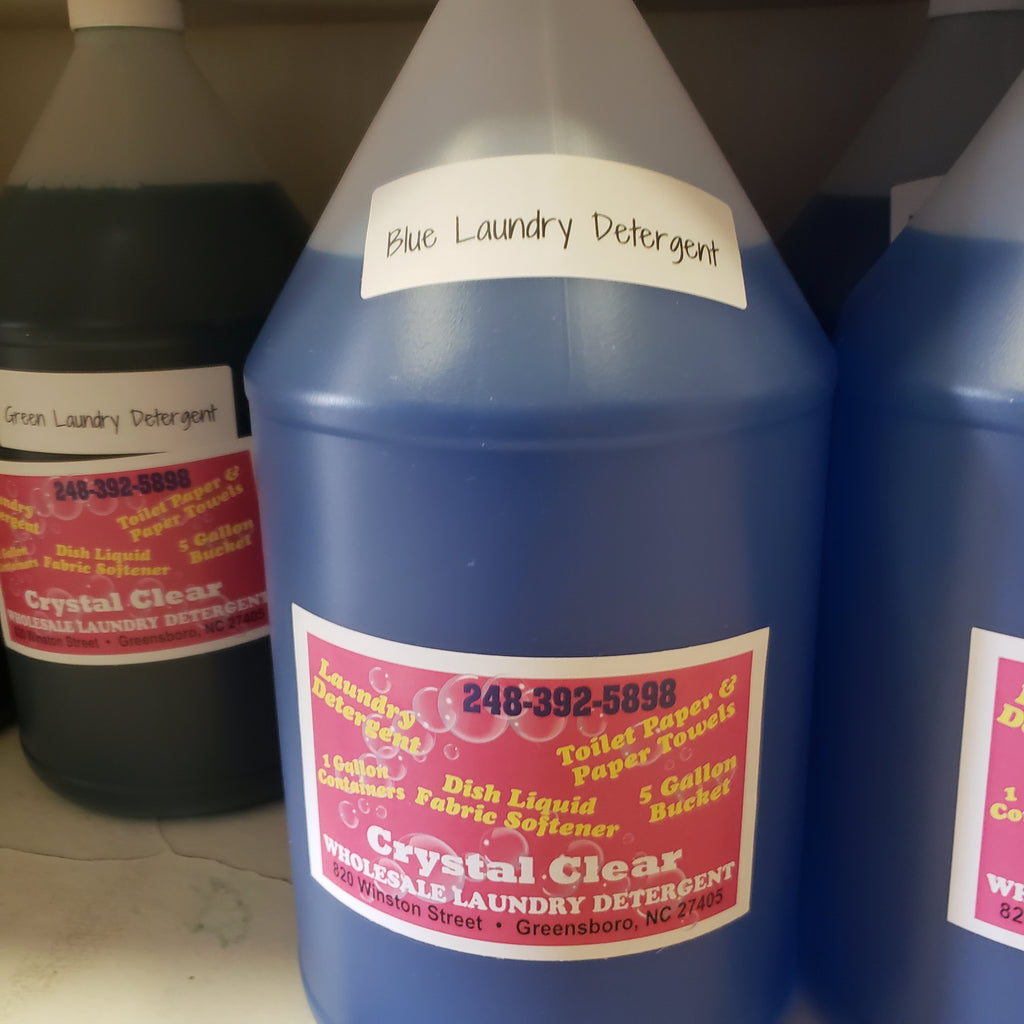 Blue Laundry Detergent
248-392-5898
Laundry
Detergent
Toilet Paper &
Paper Towels
1 Gallon
Containers
Dish Liquid
Fabric Softener
5 Gallon
Bucket
Crystal Clear
WHOLESALE LAUNDRY DETERGENT
820 Winston Street • Greensboro, NC 27405
Green Laundry Detergent
248-392-5898
Toilet Paper &
Paper Towels
Dish Liquid
Fabric Softener
5 Gallon
Bucket
Crystal Clear
WHOLESALE LAUNDRY DETERGENT
Winston Street • Greensboro, NC 27405